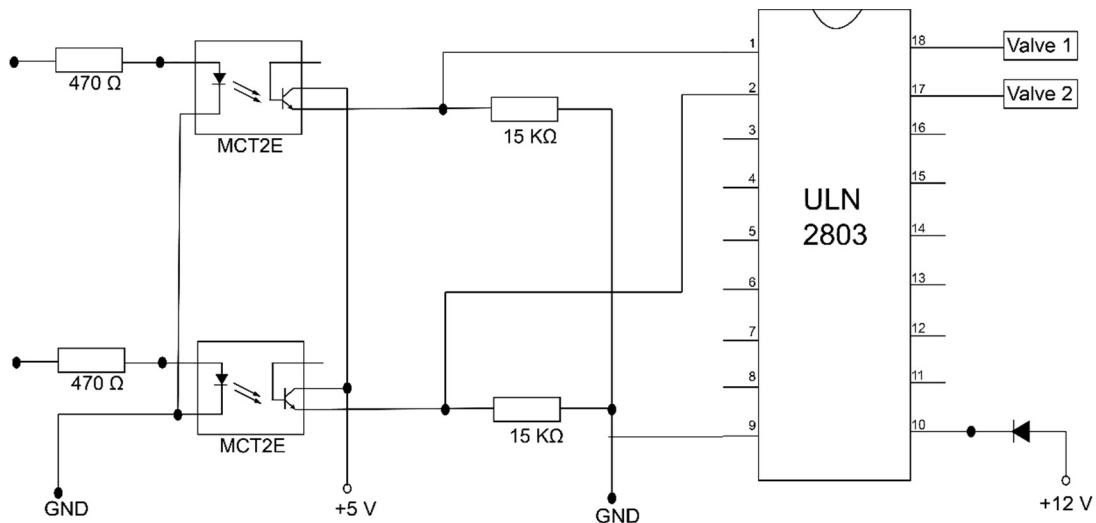 470 Ω
MCT2E
15 KΩ
470 Ω
MCT2E
15 KΩ
GND
+5 V
GND
1
2
3
4
5
6
7
8
9
ULN
2803
18
17
16
15
14
13
12
11
10
Valve 1
Valve 2
+12 V